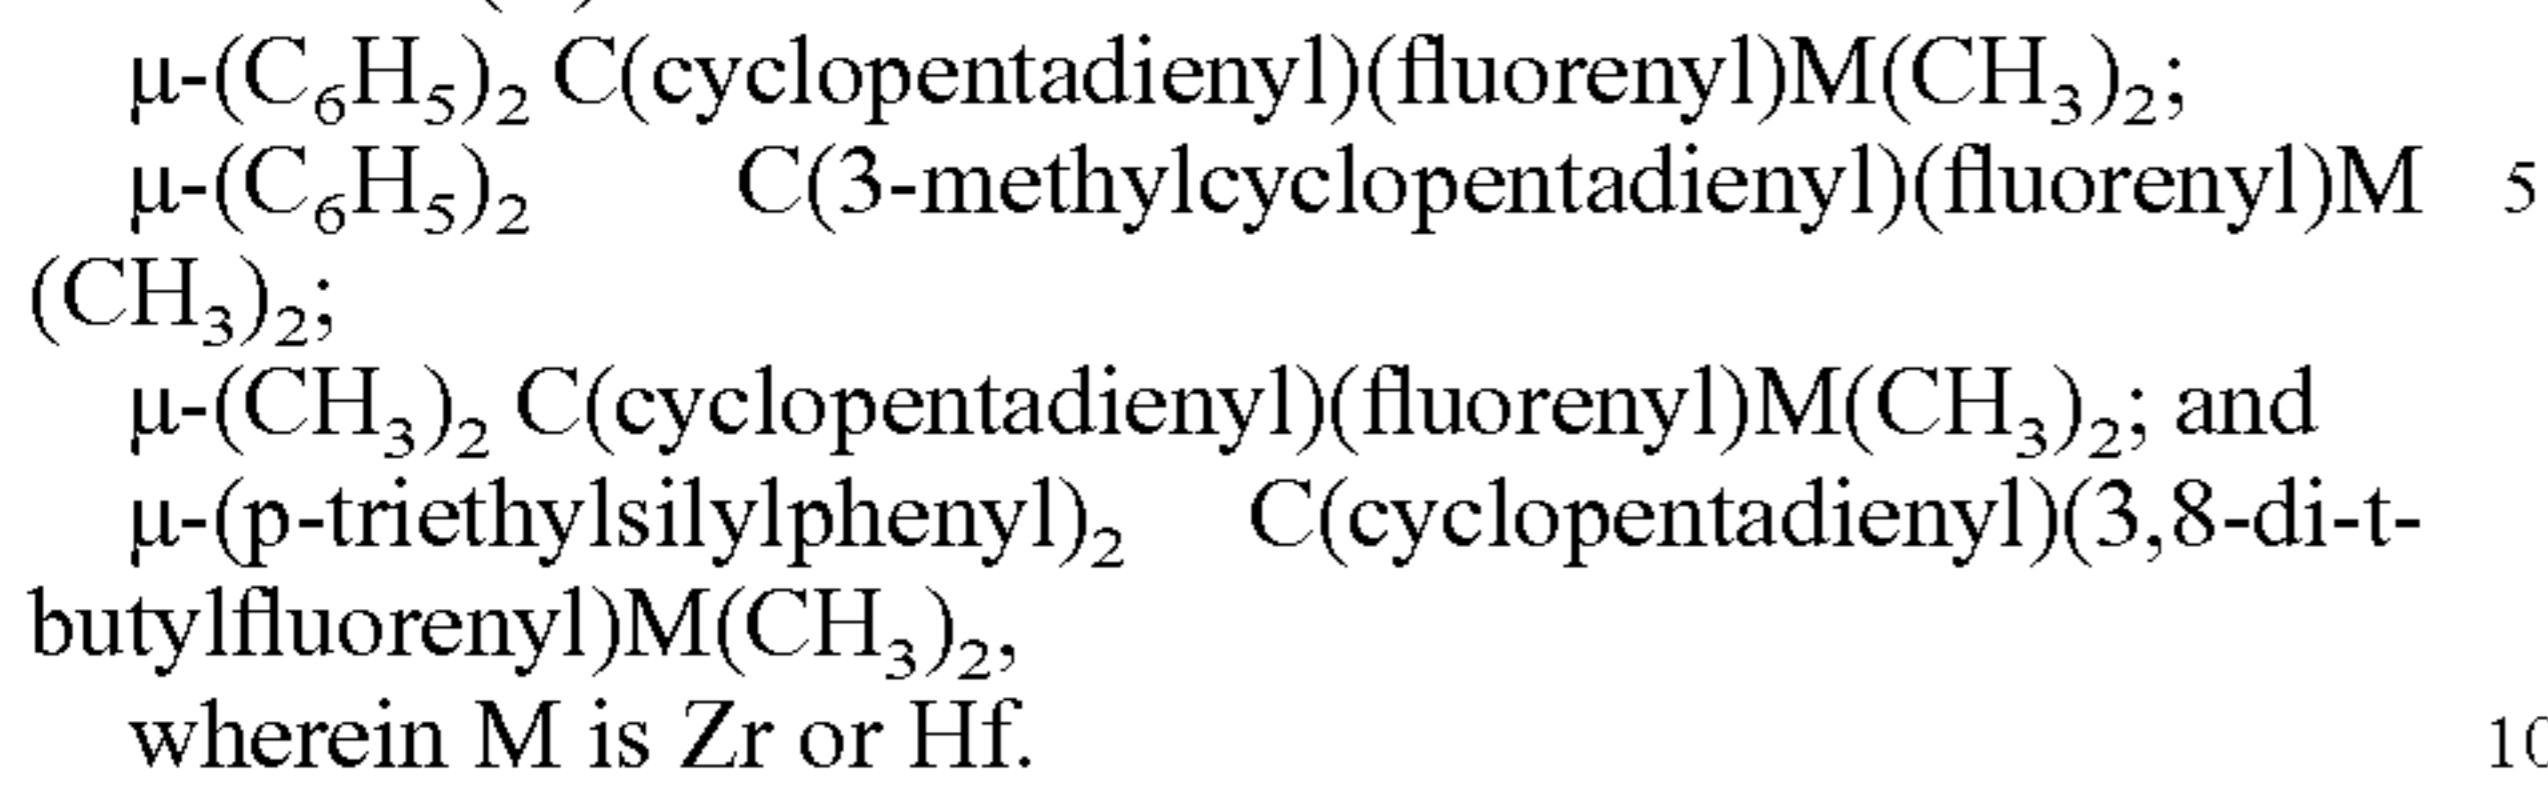 μ-(C₆H₅)₂ C(cyclopentadienyl)(fluorenyl)M(CH₃)₂;
μ-(C₆H₅)₂ C(3-methylcyclopentadienyl)(fluorenyl)M 5
(CH₃)₂;
μ-(CH₃)₂ C(cyclopentadienyl)(fluorenyl)M(CH₃)₂; and
μ-(p-triethylsilylphenyl)₂ C(cyclopentadienyl)(3,8-di-t-
butylfluorenyl)M(CH₃)₂,
wherein M is Zr or Hf. 10